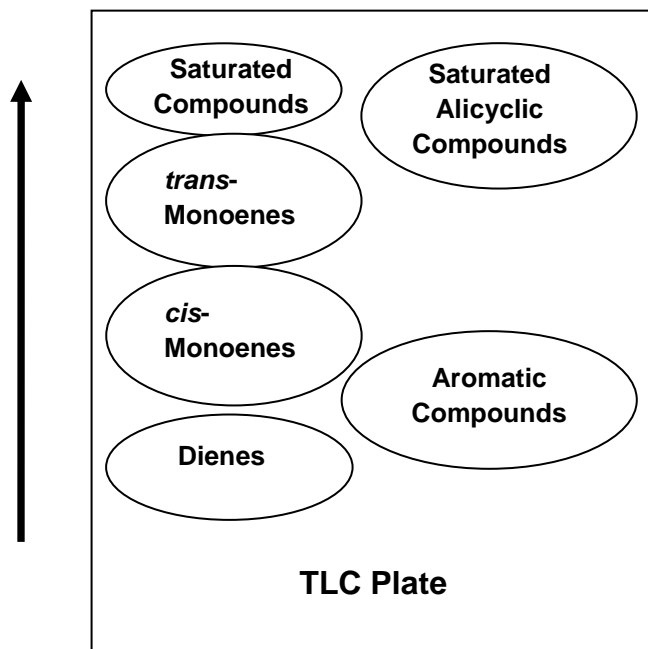 Saturated
Compounds
Saturated
Alicyclic
Compounds
trans-
Monoenes
cis-
Monoenes
Aromatic
Compounds
Dienes
TLC Plate